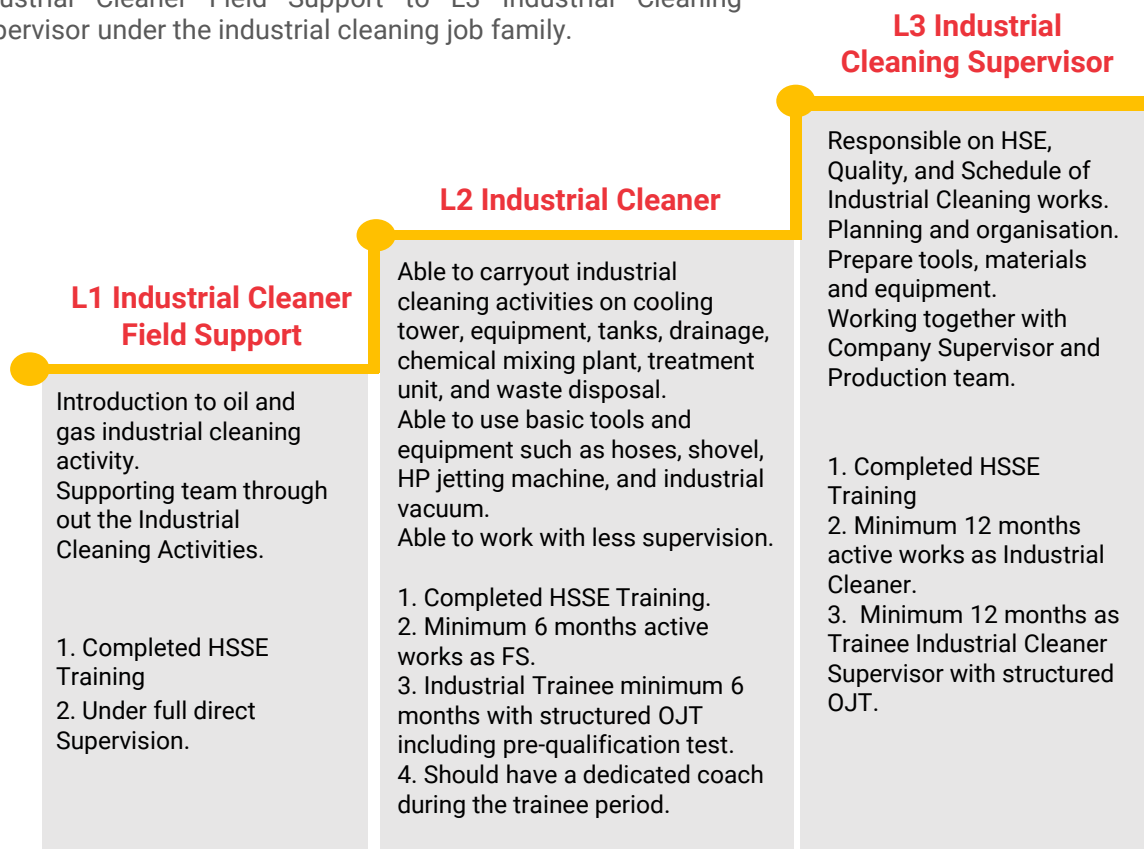 Cleaner Field Support to L3 Industrial Cleaning
under the industrial cleaning job family.
L1 Industrial Cleaner
Field Support
Introduction to oil and
gas industrial cleaning
activity.
Supporting team through
out the Industrial
Cleaning Activities.
1. Completed HSSE
Training
2. Under full direct
Supervision.
L2 Industrial Cleaner
Able to carryout industrial
cleaning activities on cooling
tower, equipment, tanks, drainage,
chemical mixing plant, treatment
unit, and waste disposal.
Able to use basic tools and
equipment such as hoses, shovel,
HP jetting machine, and industrial
vacuum.
Able to work with less supervision.
1. Completed HSSE Training.
2. Minimum 6 months active
works as FS.
3. Industrial Trainee minimum 6
months with structured OJT
including pre-qualification test.
4. Should have a dedicated coach
during the trainee period.
L3 Industrial
Cleaning Supervisor
Responsible on HSE,
Quality, and Schedule of
Industrial Cleaning works.
Planning and organisation.
Prepare tools, materials
and equipment.
Working together with
Company Supervisor and
Production team.
1. Completed HSSE
Training
2. Minimum 12 months
active works as Industrial
Cleaner.
3. Minimum 12 months as
Trainee Industrial Cleaner
Supervisor with structured
OJT.